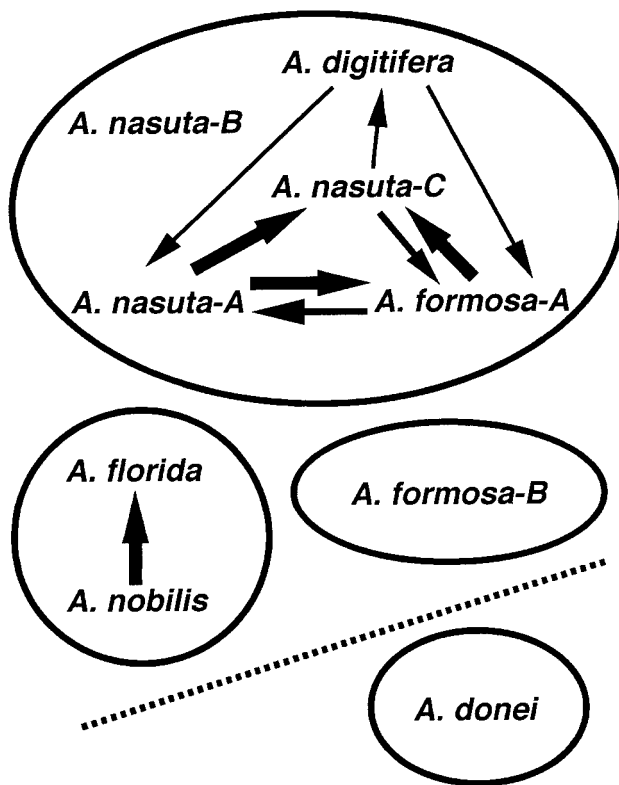 A. digitifera
A. nasuta-B
A. nasuta-C
A. nasuta-A
A. formosa-A
A. florida
A. formosa-B
A. nobilis
A. donei